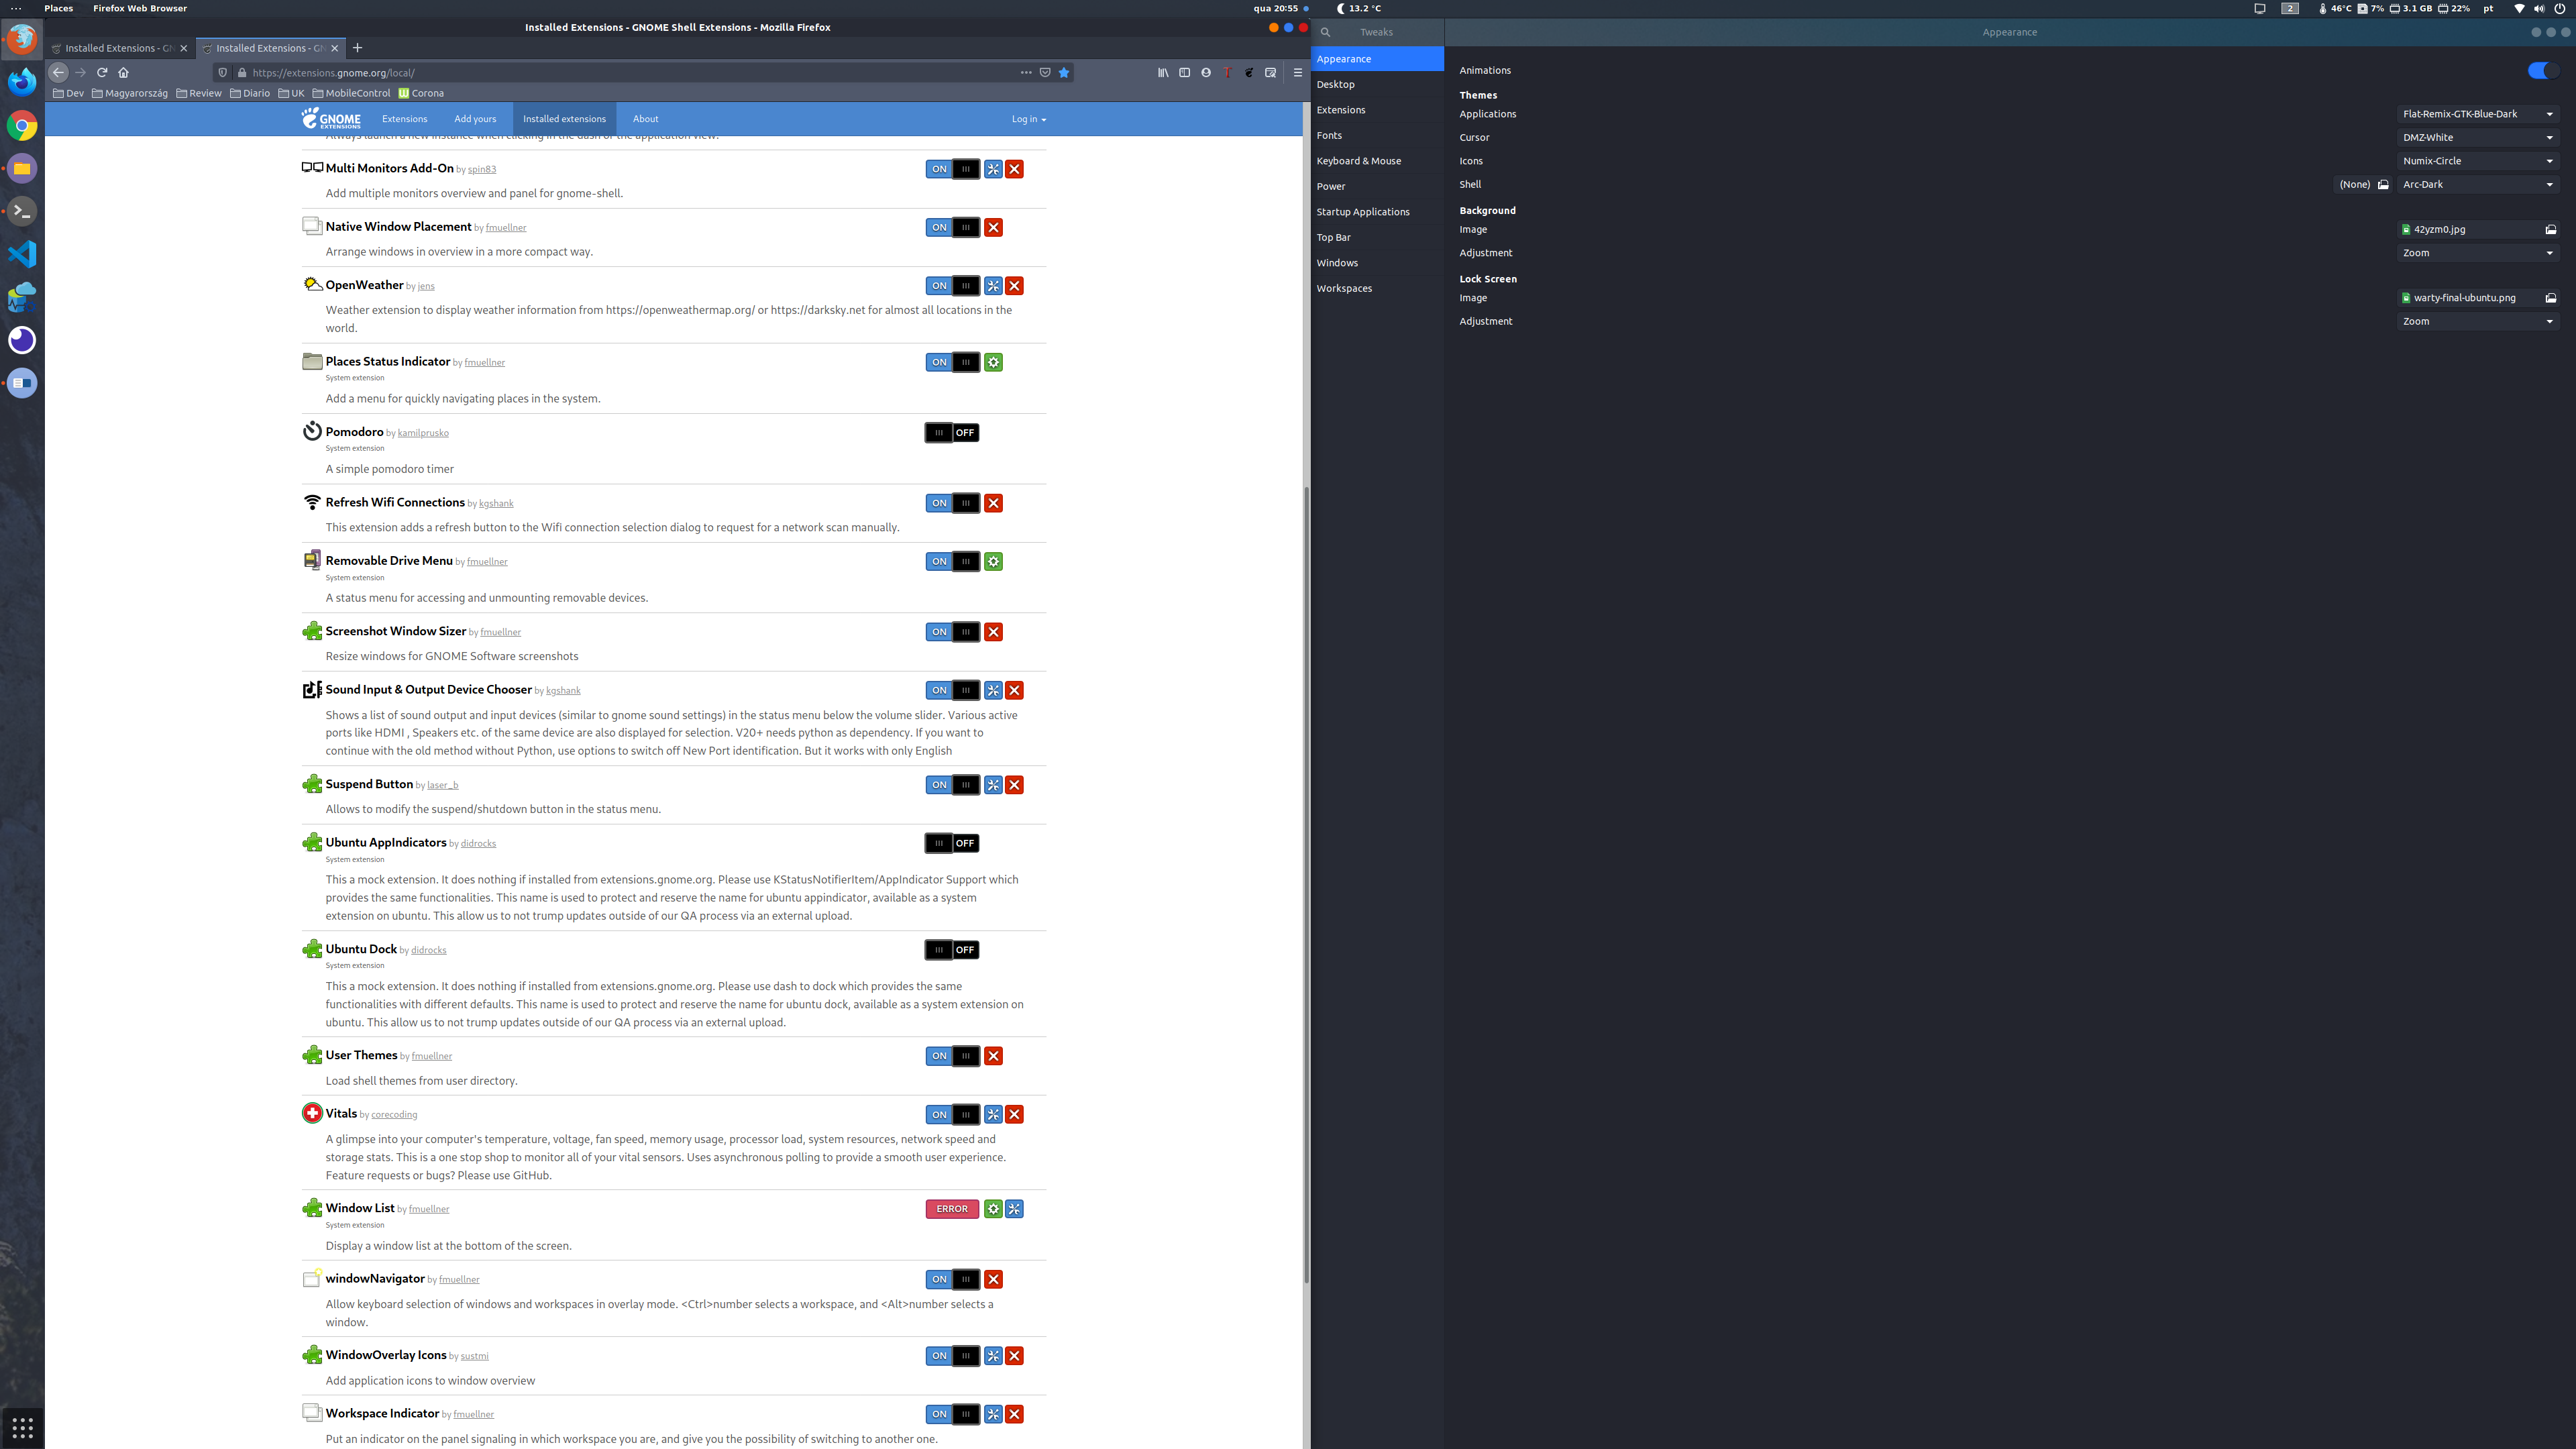 Places
Firefox Web Browser
qua 20:55
13.2 °C
2
46°C
7%
3.1 GB
22%
pt
Installed Extensions - GNOME Shell Extensions - Mozilla Firefox
Installed Extensions - GN
Installed Extensions - GN
https://extensions.gnome.org/local/
Dev
Magyarország
Review
Diario
UK
MobileControl
Corona
GNOME
EXTENSIONS
Extensions
Add yours
Installed extensions
About
Log in
Always launch a new instance when clicking in the dash or the application view.
Multi Monitors Add-On by spin83
ON
Add multiple monitors overview and panel for gnome-shell.
Native Window Placement by fmuellner
ON
Arrange windows in overview in a more compact way.
OpenWeather by jens
ON
Weather extension to display weather information from https://openweathermap.org/ or https://darksky.net for almost all locations in the
world.
Places Status Indicator by fmuellner
ON
System extension
Add a menu for quickly navigating places in the system.
Pomodoro by kamilprusko
OFF
System extension
A simple pomodoro timer
Refresh Wifi Connections by kgshank
ON
This extension adds a refresh button to the Wifi connection selection dialog to request for a network scan manually.
Removable Drive Menu by fmuellner
ON
System extension
A status menu for accessing and unmounting removable devices.
Screenshot Window Sizer by fmuellner
ON
Resize windows for GNOME Software screenshots
Sound Input & Output Device Chooser by kgshank
ON
Shows a list of sound output and input devices (similar to gnome sound settings) in the status menu below the volume slider. Various active
ports like HDMI , Speakers etc. of the same device are also displayed for selection. V20+ needs python as dependency. If you want to
continue with the old method without Python, use options to switch off New Port identification. But it works with only English
Suspend Button by laser_b
ON
Allows to modify the suspend/shutdown button in the status menu.
Ubuntu AppIndicators by didrocks
OFF
System extension
This a mock extension. It does nothing if installed from extensions.gnome.org. Please use KStatusNotifierItem/AppIndicator Support which
provides the same functionalities. This name is used to protect and reserve the name for ubuntu appindicator, available as a system
extension on ubuntu. This allow us to not trump updates outside of our QA process via an external upload.
Ubuntu Dock by didrocks
OFF
System extension
This a mock extension. It does nothing if installed from extensions.gnome.org. Please use dash to dock which provides the same
functionalities with different defaults. This name is used to protect and reserve the name for ubuntu dock, available as a system extension on
ubuntu. This allow us to not trump updates outside of our QA process via an external upload.
User Themes by fmuellner
ON
Load shell themes from user directory.
Vitals by corecoding
ON
A glimpse into your computer's temperature, voltage, fan speed, memory usage, processor load, system resources, network speed and
storage stats. This is a one stop shop to monitor all of your vital sensors. Uses asynchronous polling to provide a smooth user experience.
Feature requests or bugs? Please use GitHub.
Window List by fmuellner
ERROR
System extension
Display a window list at the bottom of the screen.
windowNavigator by fmuellner
ON
Allow keyboard selection of windows and workspaces in overlay mode. <Ctrl>number selects a workspace, and <Alt>number selects a
window.
WindowOverlay Icons by sustmi
ON
Add application icons to window overview
Workspace Indicator by fmuellner
ON
Put an indicator on the panel signaling in which workspace you are, and give you the possibility of switching to another one.
Tweaks
Appearance
Desktop
Extensions
Fonts
Keyboard & Mouse
Power
Startup Applications
Top Bar
Windows
Workspaces
Appearance
Animations
Themes
Applications
Flat-Remix-GTK-Blue-Dark
Cursor
DMZ-White
Icons
Numix-Circle
Shell
(None)
Arc-Dark
Background
Image
42yzm0.jpg
Adjustment
Zoom
Lock Screen
Image
warty-final-ubuntu.png
Adjustment
Zoom